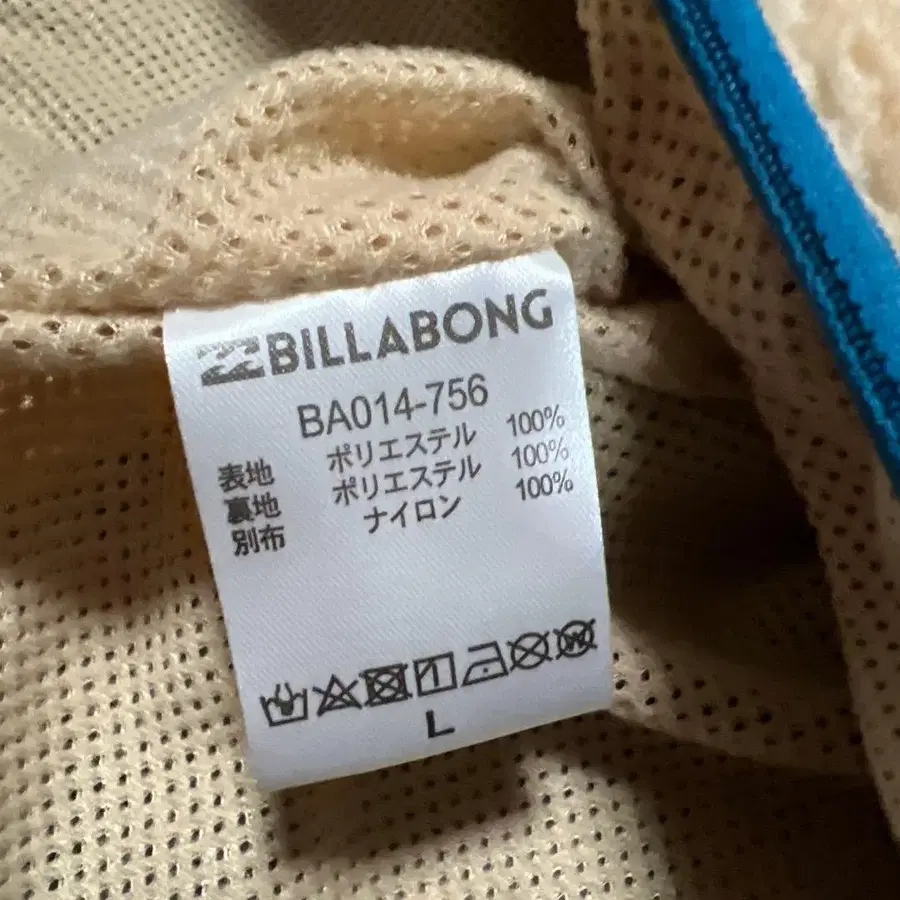 BILLABONG
BA014-756
表地 ポリエステル 100%
裏地 ポリエステル 100%
別布 ナイロン 100%
L